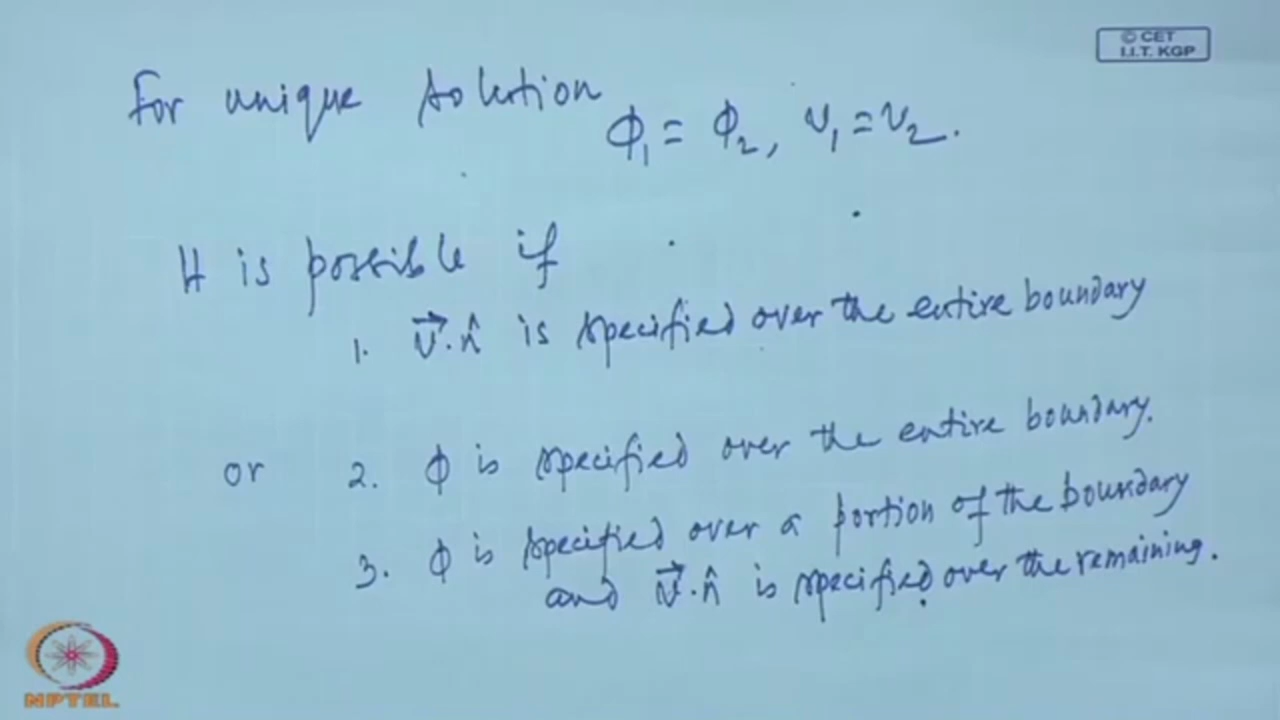 © CET
I.I.T. KGP
For unique solution
ϕ₁ = ϕ₂, v₁ = v₂.
It is possible if
1. v⃗.n̂ is specified over the entire boundary
or 2. ϕ is specified over the entire boundary.
3. ϕ is specified over a portion of the boundary
and v⃗.n̂ is specified over the remaining.
NPTEL